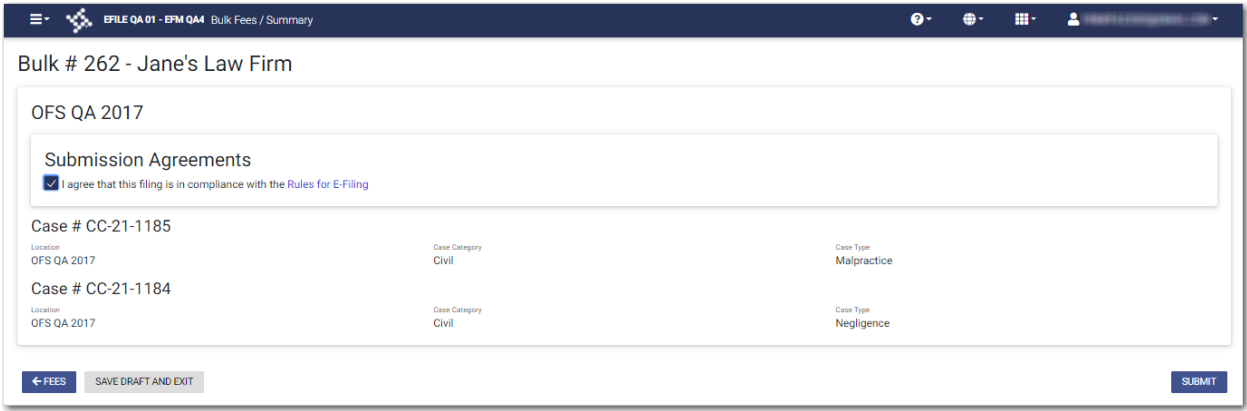 EFILE QA 01 - EFM QA4 Bulk Fees / Summary
Bulk # 262 - Jane's Law Firm
OFS QA 2017
Submission Agreements
I agree that this filing is in compliance with the Rules for E-Filing
Case # CC-21-1185
Location Case Category Case Type
OFS QA 2017 Civil Malpractice
Case # CC-21-1184
Location Case Category Case Type
OFS QA 2017 Civil Negligence
FEES SAVE DRAFT AND EXIT SUBMIT